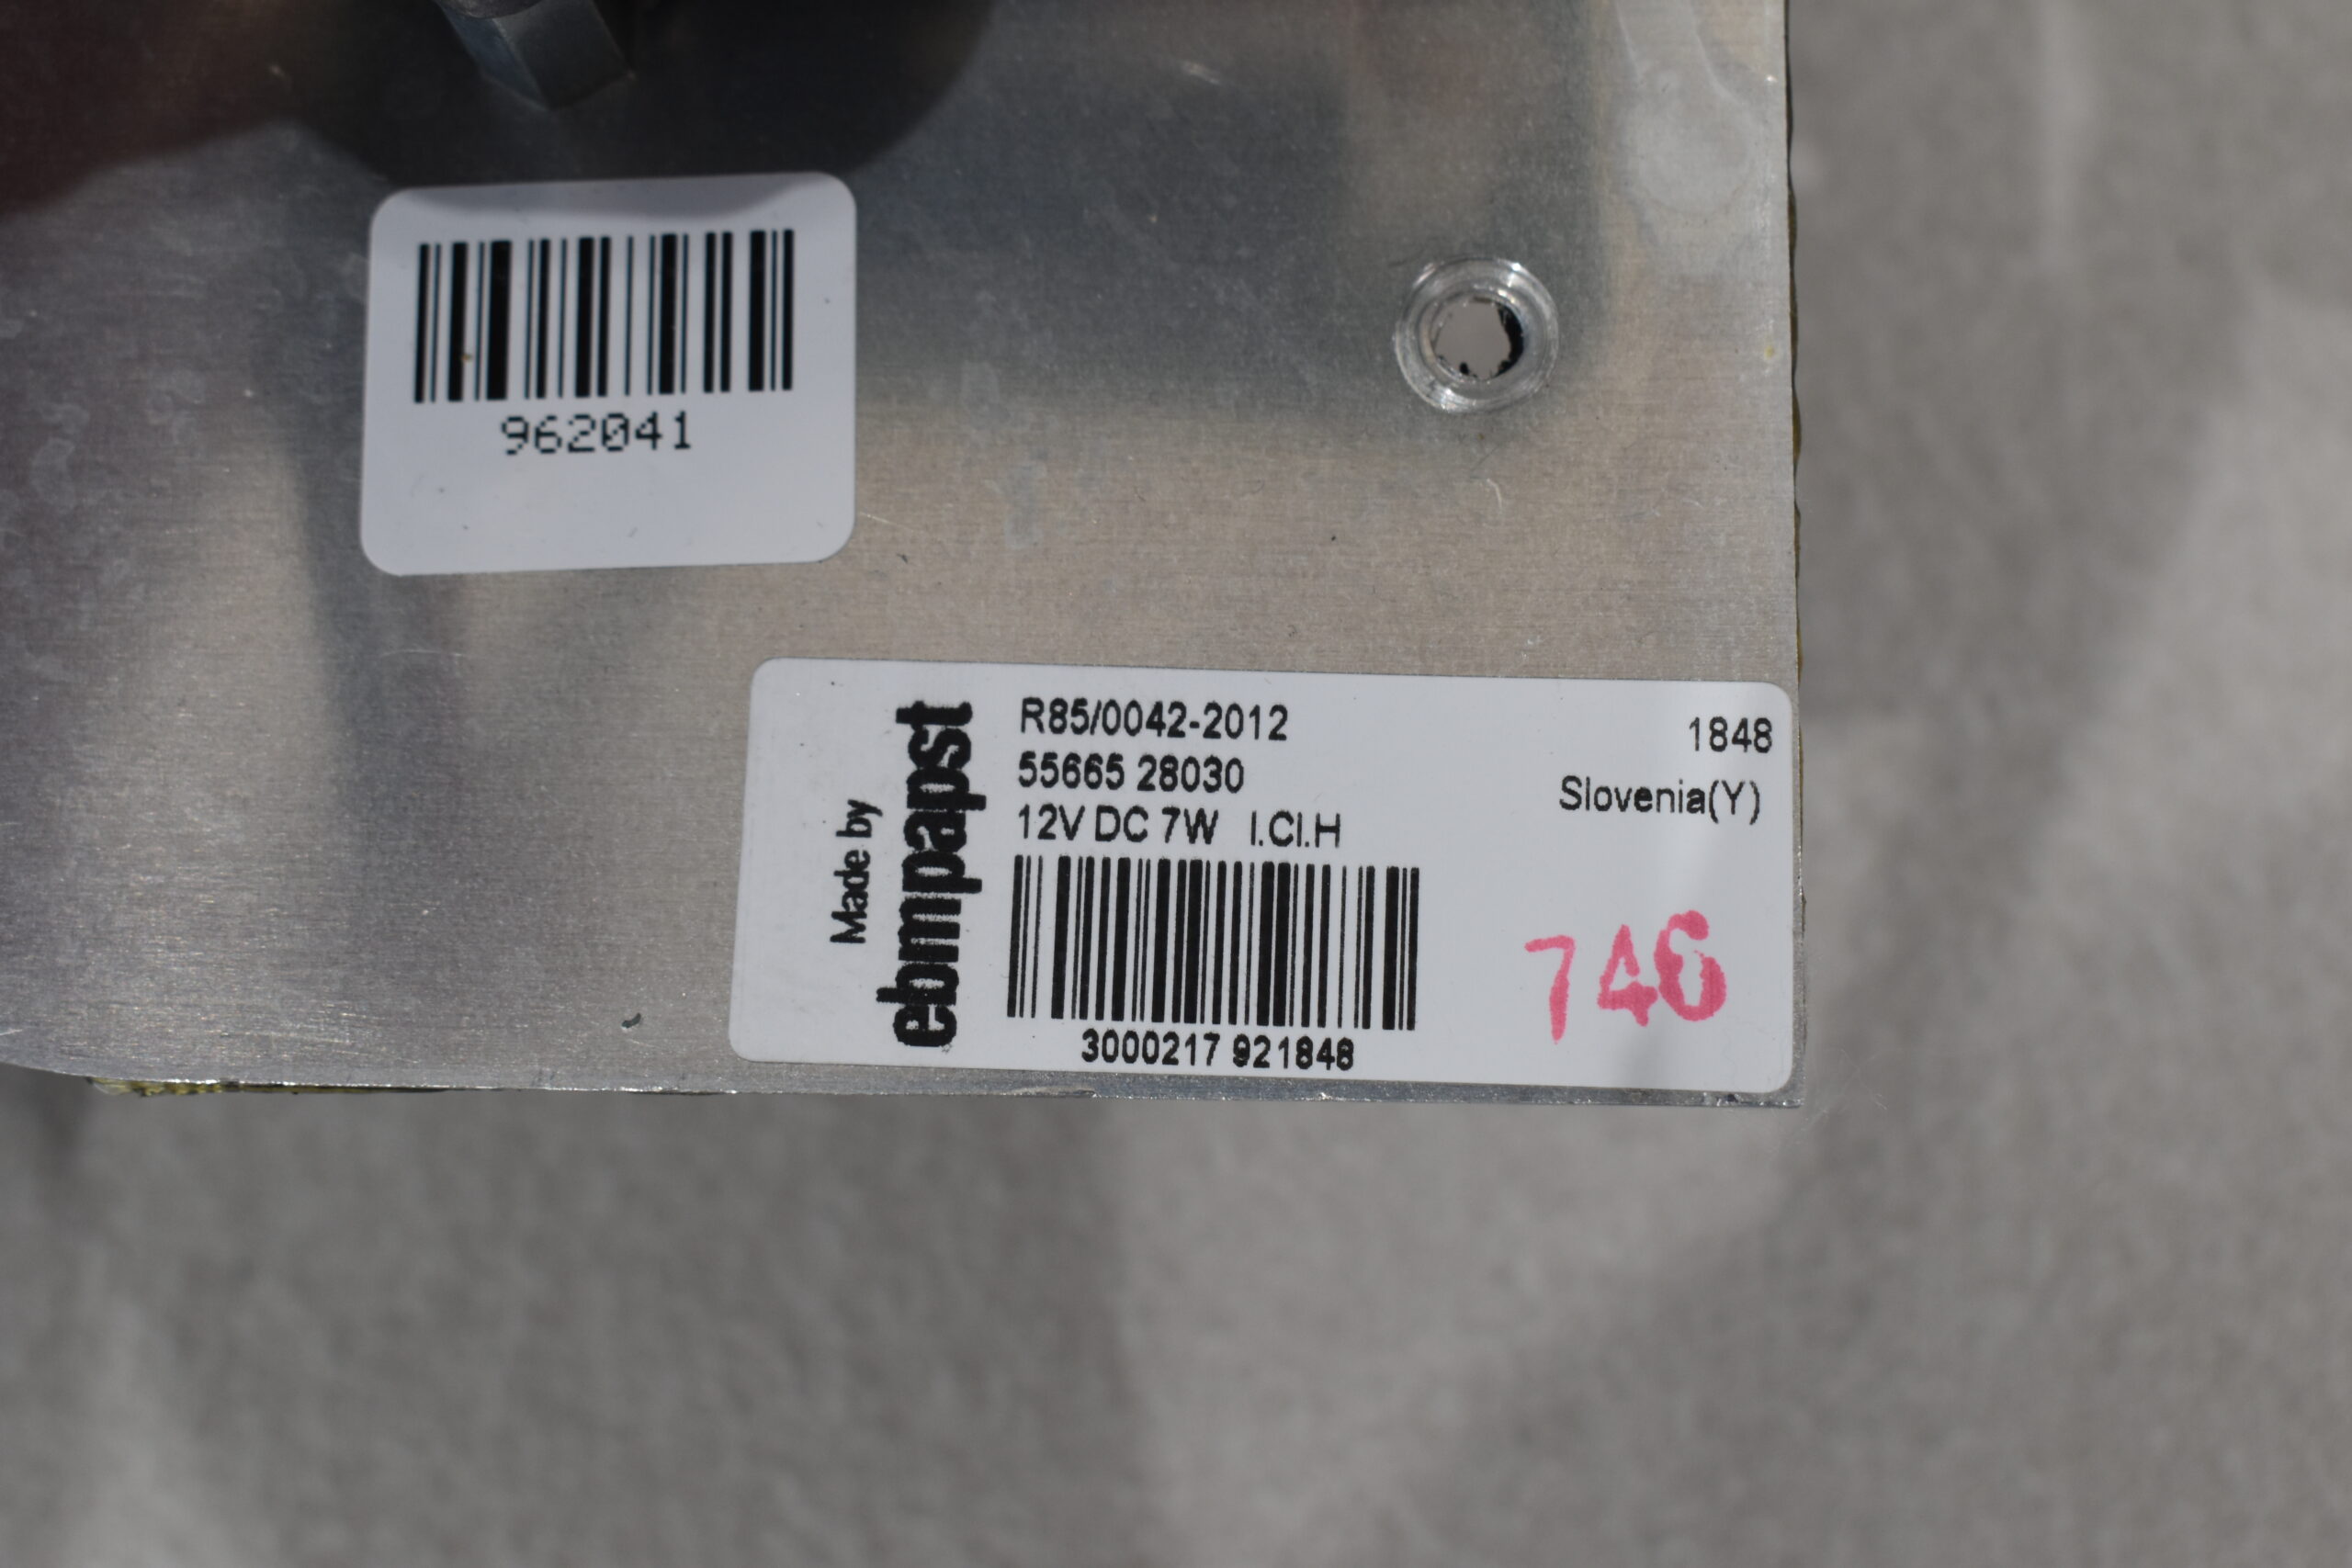 962041
Made by
ebmpapst
R85/0042-2012
55665 28030
12V DC 7W I.Cl.H
3000217 921848
1848
Slovenia(Y)
746